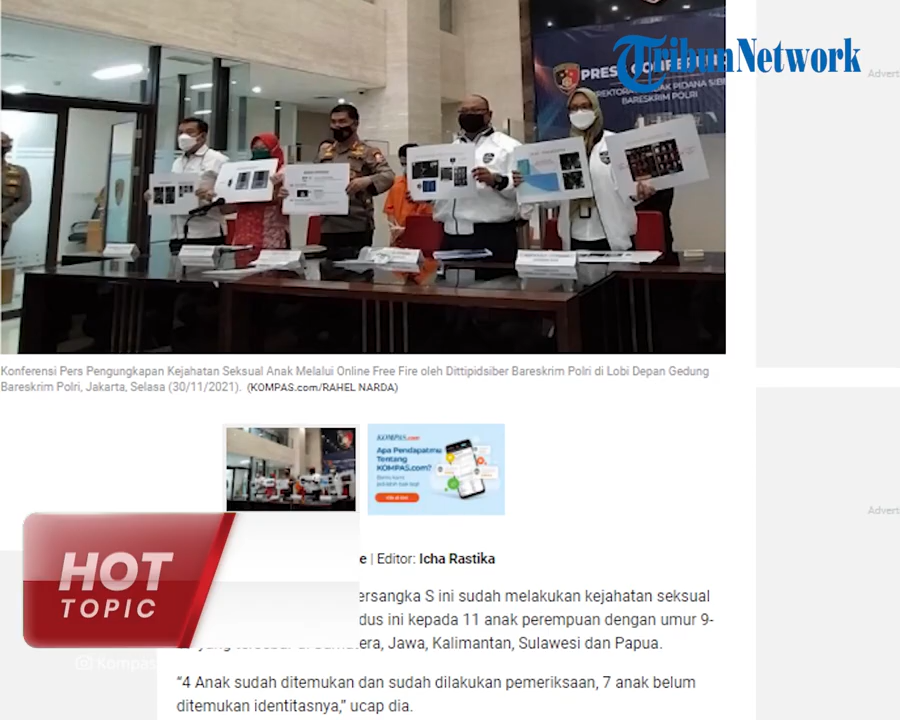 Tribun Network
PRESS CONFERE
BARESKRIM POLRI
Advert
Konferensi Pers Pengungkapan Kejahatan Seksual Anak Melalui Online Free Fire oleh Dittipidsiber Bareskrim Polri di Lobi Depan Gedung
Bareskrim Polri, Jakarta, Selasa (30/11/2021). (KOMPAS.com/RAHEL NARDA)
KOMPAS.com
Apa Pendapatmu
Tentang
KOMPAS.com?
Advert
e | Editor: Icha Rastika
HOT
TOPIC
ersangka S ini sudah melakukan kejahatan seksual
dus ini kepada 11 anak perempuan dengan umur 9-
yang tersebar di Sumatera, Jawa, Kalimantan, Sulawesi dan Papua.
Kompas
“4 Anak sudah ditemukan dan sudah dilakukan pemeriksaan, 7 anak belum
ditemukan identitasnya,” ucap dia.